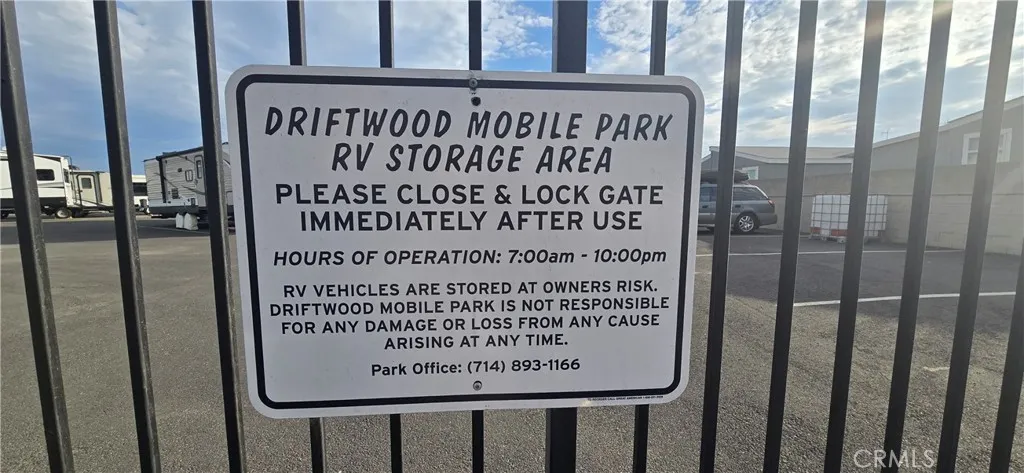 DRIFTWOOD MOBILE PARK
RV STORAGE AREA
PLEASE CLOSE & LOCK GATE
IMMEDIATELY AFTER USE
HOURS OF OPERATION: 7:00am - 10:00pm
RV VEHICLES ARE STORED AT OWNERS RISK.
DRIFTWOOD MOBILE PARK IS NOT RESPONSIBLE
FOR ANY DAMAGE OR LOSS FROM ANY CAUSE
ARISING AT ANY TIME.
Park Office: (714) 893-1166
CRMLS